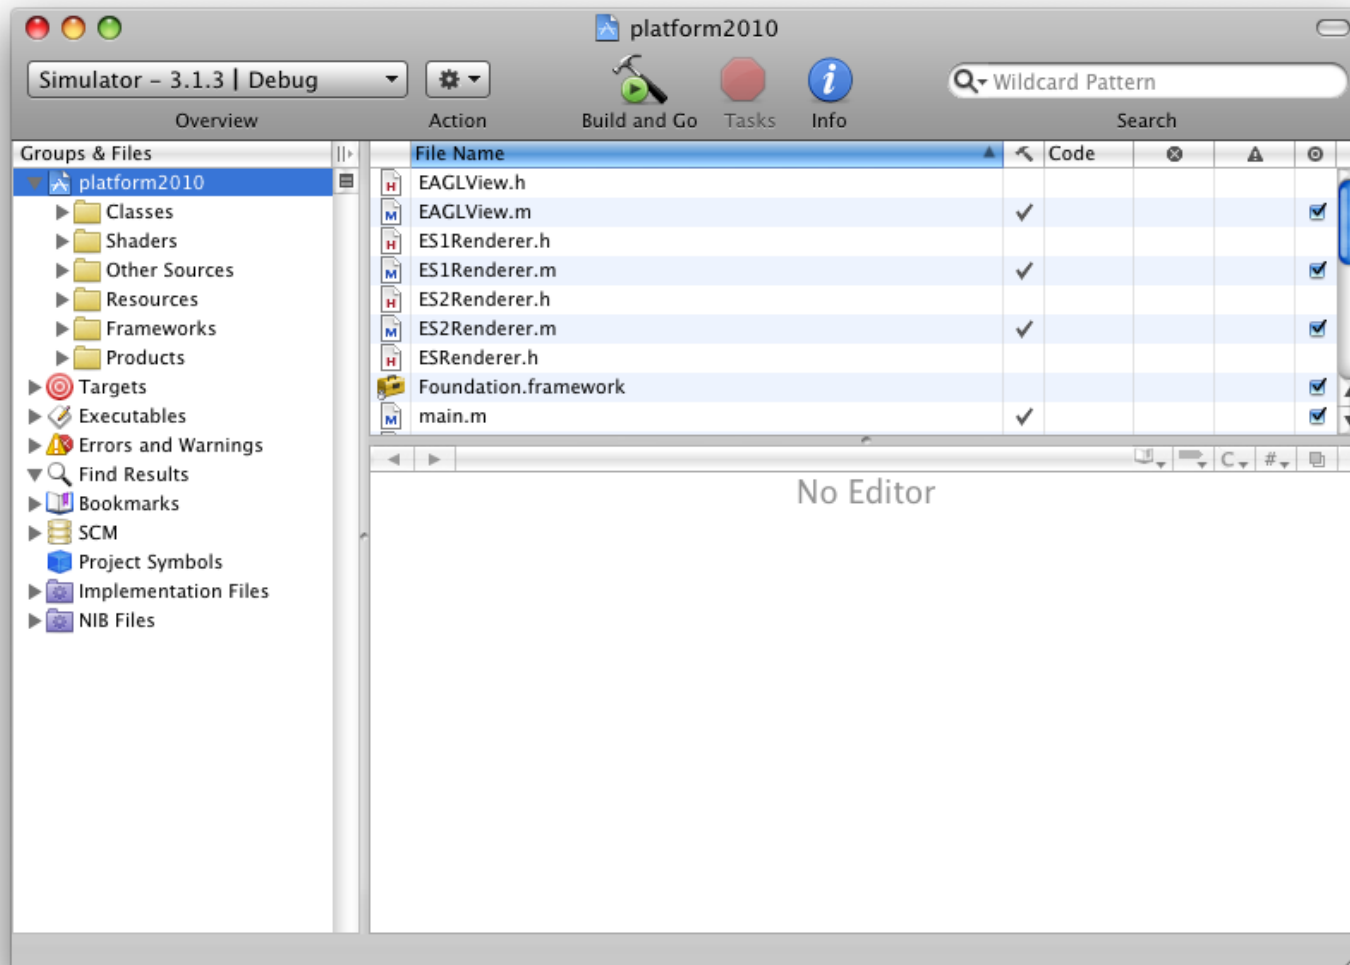 platform2010
Simulator – 3.1.3 | Debug
Wildcard Pattern
Overview
Action
Build and Go
Tasks
Info
Search
Groups & Files
File Name
Code
platform2010
Classes
Shaders
Other Sources
Resources
Frameworks
Products
Targets
Executables
Errors and Warnings
Find Results
Bookmarks
SCM
Project Symbols
Implementation Files
NIB Files
H EAGLView.h
M EAGLView.m
H ES1Renderer.h
M ES1Renderer.m
H ES2Renderer.h
M ES2Renderer.m
H ESRenderer.h
Foundation.framework
M main.m
C
#
No Editor